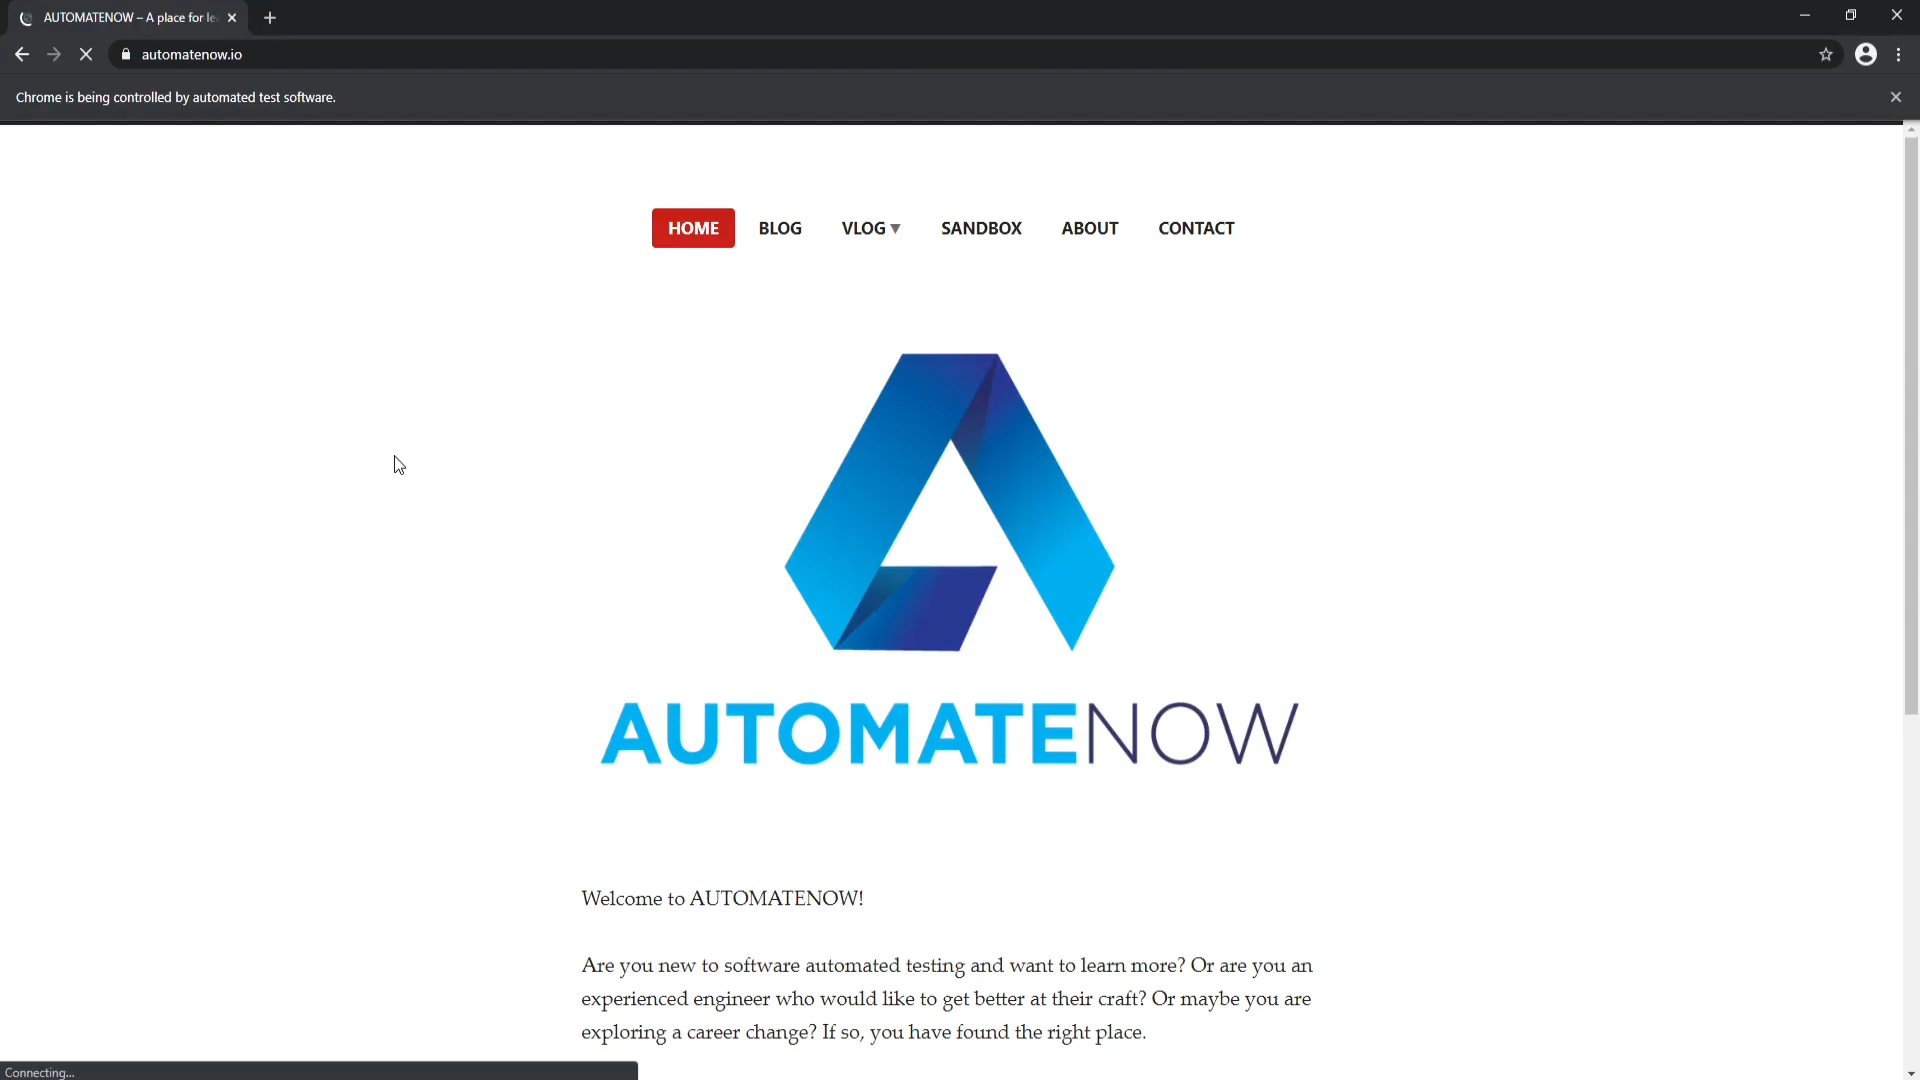 AUTOMATENOW – A place for le
automatenow.io
Chrome is being controlled by automated test software.
HOME BLOG VLOG SANDBOX ABOUT CONTACT
AUTOMATENOW
Welcome to AUTOMATENOW!
Are you new to software automated testing and want to learn more? Or are you an
experienced engineer who would like to get better at their craft? Or maybe you are
exploring a career change? If so, you have found the right place.
Connecting...